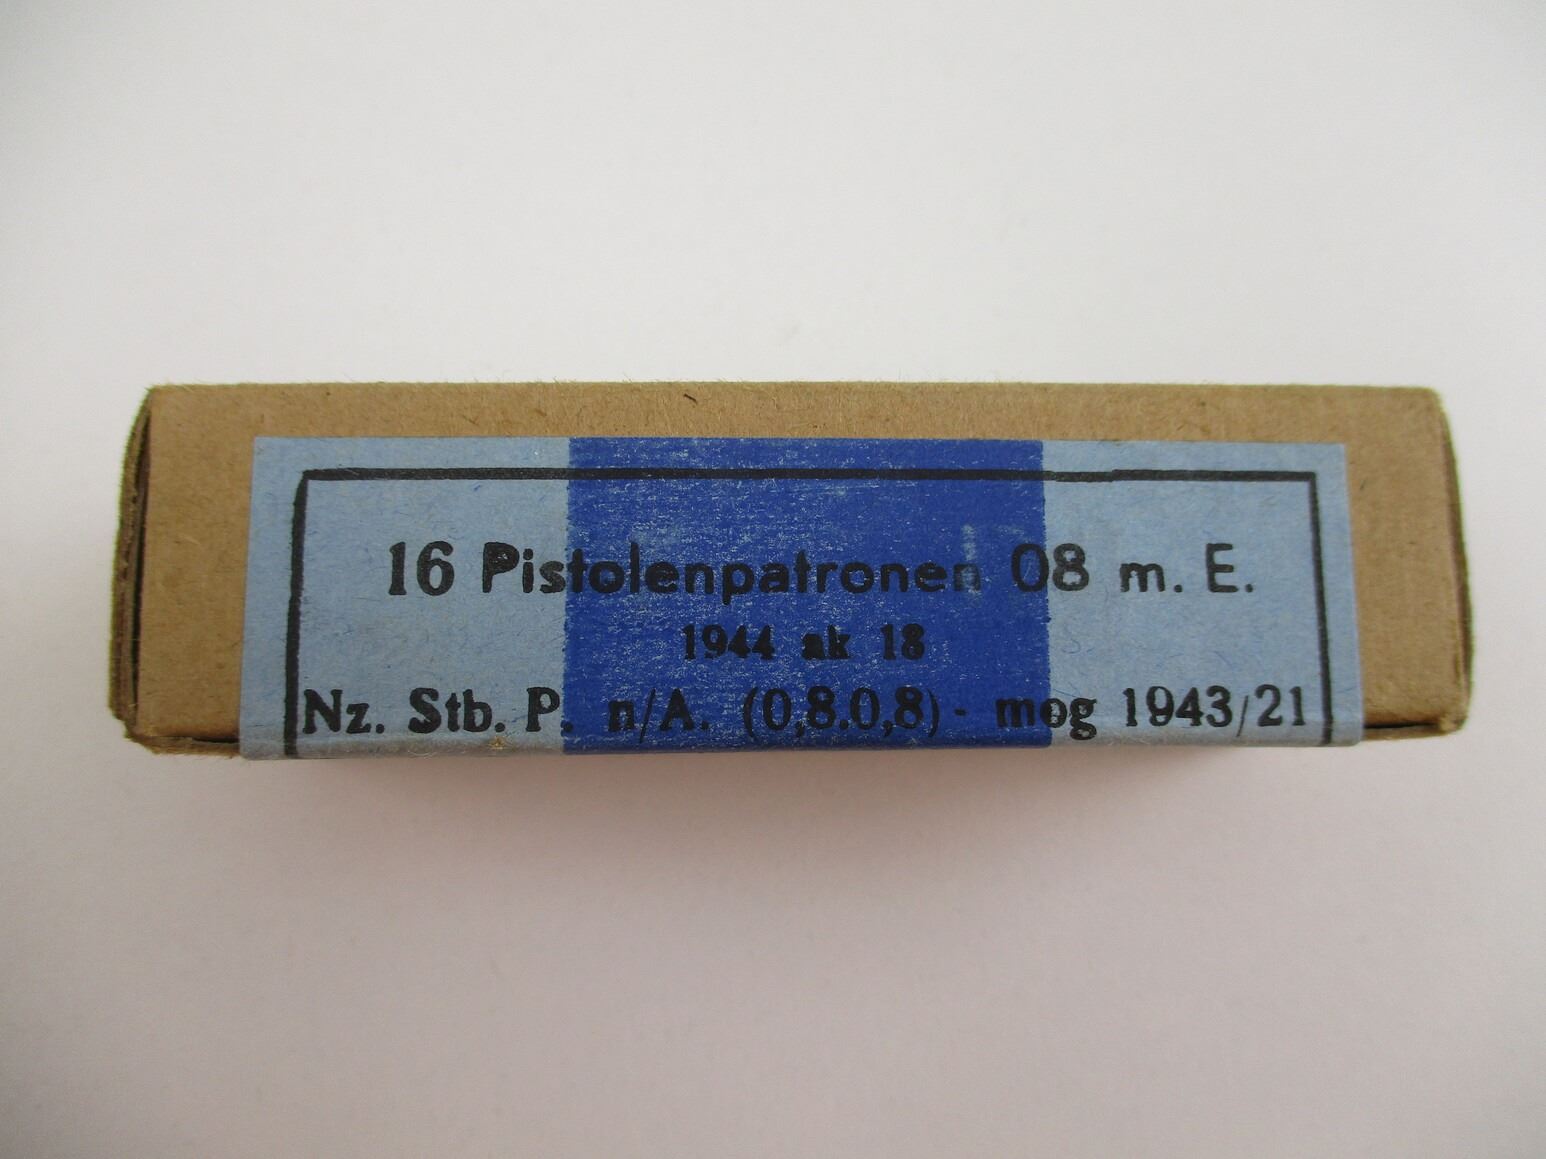 16 Pistolenpatronen 08 m. E.
1944 ak 18
Nz. Stb. P. n/A. (0,8.0,8) - mog 1943/21